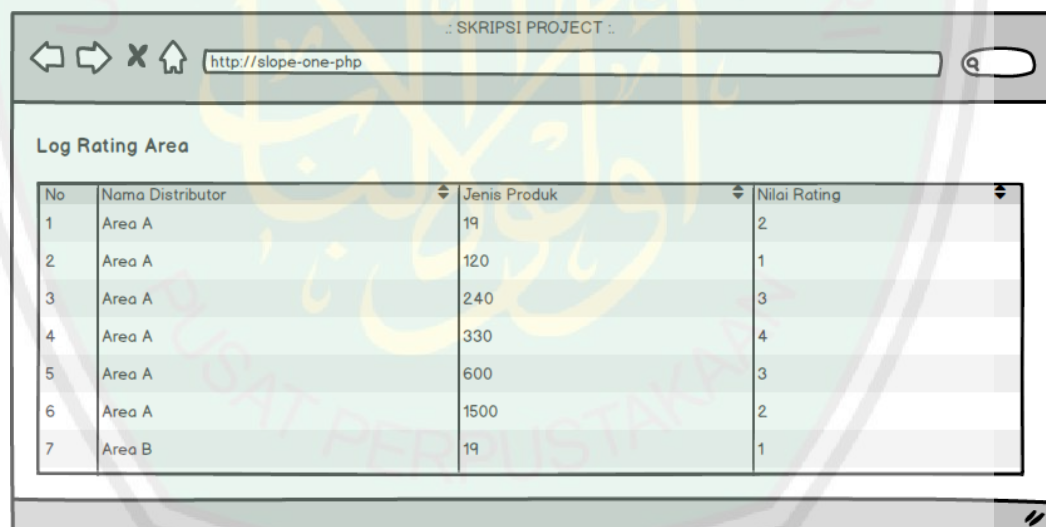 .: SKRIPSI PROJECT :.
http://slope-one-php
Log Rating Area
No Nama Distributor Jenis Produk Nilai Rating
1 Area A 19 2
2 Area A 120 1
3 Area A 240 3
4 Area A 330 4
5 Area A 600 3
6 Area A 1500 2
7 Area B 19 1
PUSAT PERPUSTAKAAN